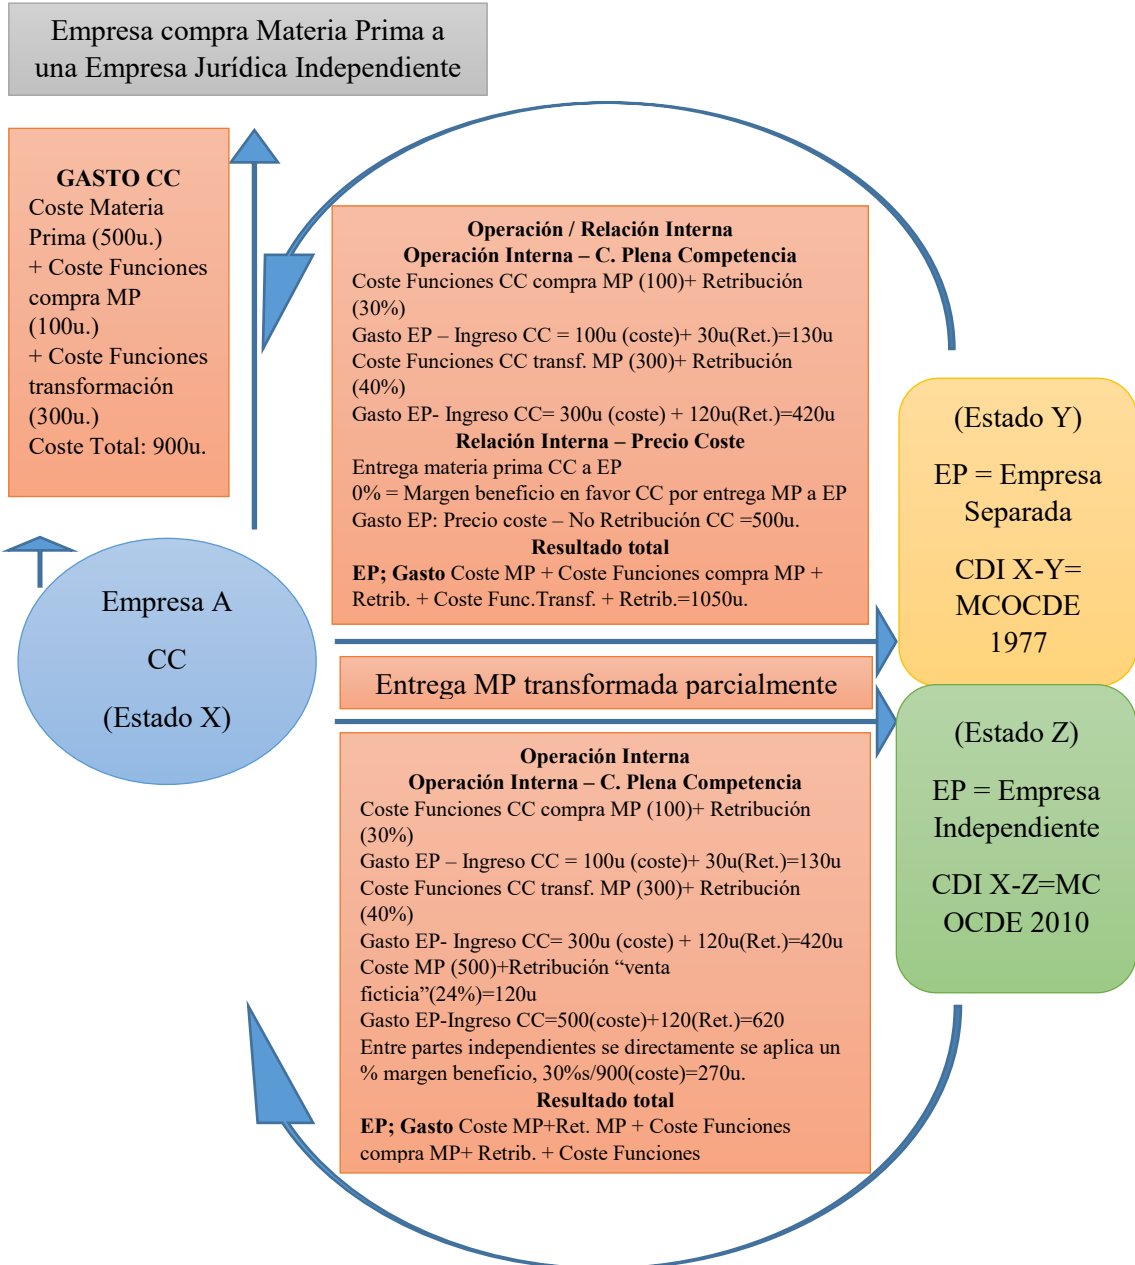 Empresa compra Materia Prima a
una Empresa Jurídica Independiente
GASTO CC
Coste Materia
Prima (500u.)
+ Coste Funciones
compra MP
(100u.)
+ Coste Funciones
transformación
(300u.)
Coste Total: 900u.
Operación / Relación Interna
Operación Interna – C. Plena Competencia
Coste Funciones CC compra MP (100)+ Retribución
(30%)
Gasto EP – Ingreso CC = 100u (coste)+ 30u(Ret.)=130u
Coste Funciones CC transf. MP (300)+ Retribución
(40%)
Gasto EP- Ingreso CC= 300u (coste) + 120u(Ret.)=420u
Relación Interna – Precio Coste
Entrega materia prima CC a EP
0% = Margen beneficio en favor CC por entrega MP a EP
Gasto EP: Precio coste – No Retribución CC =500u.
Resultado total
EP; Gasto Coste MP + Coste Funciones compra MP +
Retrib. + Coste Func.Transf. + Retrib.=1050u.
(Estado Y)
EP = Empresa
Separada
CDI X-Y=
MCOCDE
1977
Empresa A
CC
(Estado X)
Entrega MP transformada parcialmente
(Estado Z)
EP = Empresa
Independiente
CDI X-Z=MC
OCDE 2010
Operación Interna
Operación Interna – C. Plena Competencia
Coste Funciones CC compra MP (100)+ Retribución
(30%)
Gasto EP – Ingreso CC = 100u (coste)+ 30u(Ret.)=130u
Coste Funciones CC transf. MP (300)+ Retribución
(40%)
Gasto EP- Ingreso CC= 300u (coste) + 120u(Ret.)=420u
Coste MP (500)+Retribución “venta
ficticia”(24%)=120u
Gasto EP-Ingreso CC=500(coste)+120(Ret.)=620
Entre partes independientes se directamente se aplica un
% margen beneficio, 30%s/900(coste)=270u.
Resultado total
EP; Gasto Coste MP+Ret. MP + Coste Funciones
compra MP+ Retrib. + Coste Funciones